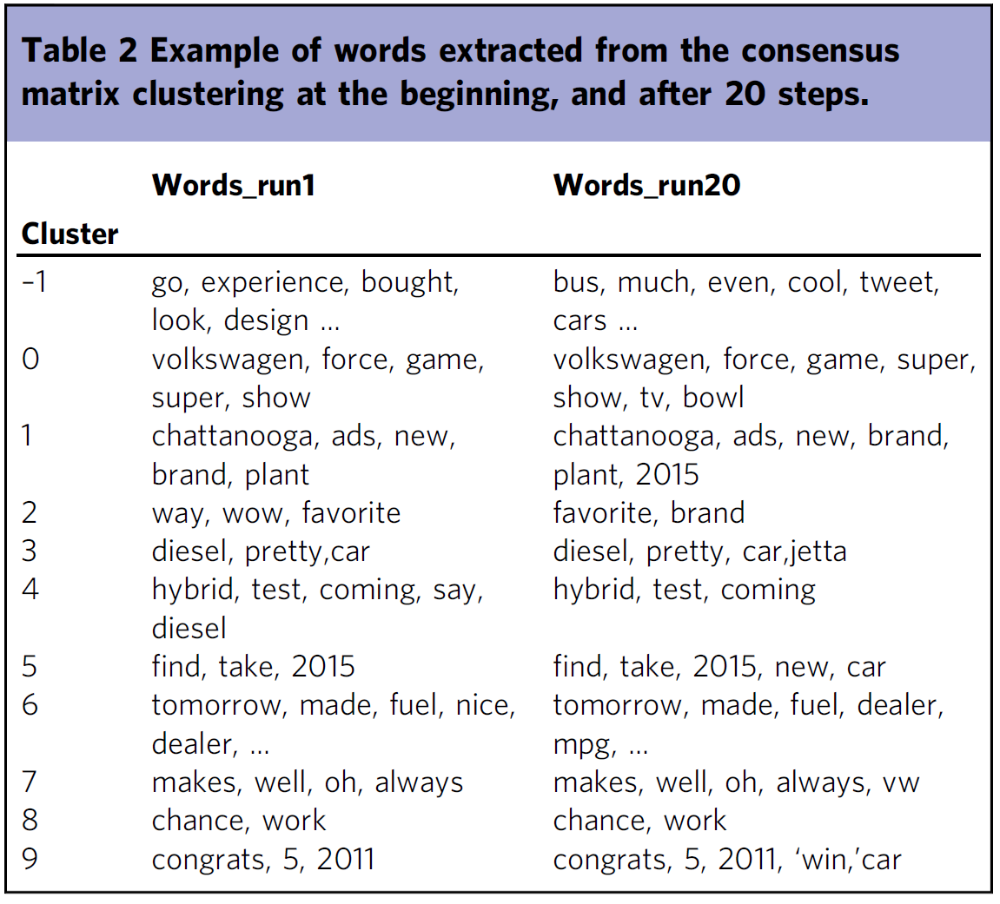 Table 2 Example of words extracted from the consensus
matrix clustering at the beginning, and after 20 steps.
Words_run1 Words_run20
Cluster
–1 go, experience, bought, bus, much, even, cool, tweet,
look, design ... cars ...
0 volkswagen, force, game, volkswagen, force, game, super,
super, show show, tv, bowl
1 chattanooga, ads, new, chattanooga, ads, new, brand,
brand, plant plant, 2015
2 way, wow, favorite favorite, brand
3 diesel, pretty,car diesel, pretty, car,jetta
4 hybrid, test, coming, say, hybrid, test, coming
diesel
5 find, take, 2015 find, take, 2015, new, car
6 tomorrow, made, fuel, nice, tomorrow, made, fuel, dealer,
dealer, ... mpg, ...
7 makes, well, oh, always makes, well, oh, always, vw
8 chance, work chance, work
9 congrats, 5, 2011 congrats, 5, 2011, ‘win,’car